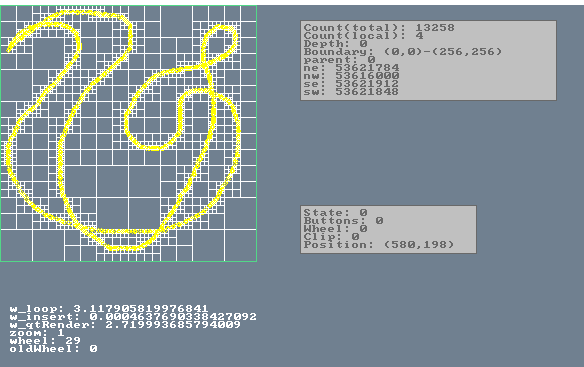 Count(total): 13258
Count(local): 4
Depth: 0
Boundary: (0,0)-(256,256)
parent: 0
ne: 53621784
nw: 53616000
se: 53621912
sw: 53621848
State: 0
Buttons: 0
Wheel: 0
Clip: 0
Position: (580,198)
w_loop: 3.117905819976841
w_insert: 0.0004637690338427092
w_qtRender: 2.719993685794009
zoom: 1
wheel: 29
oldWheel: 0